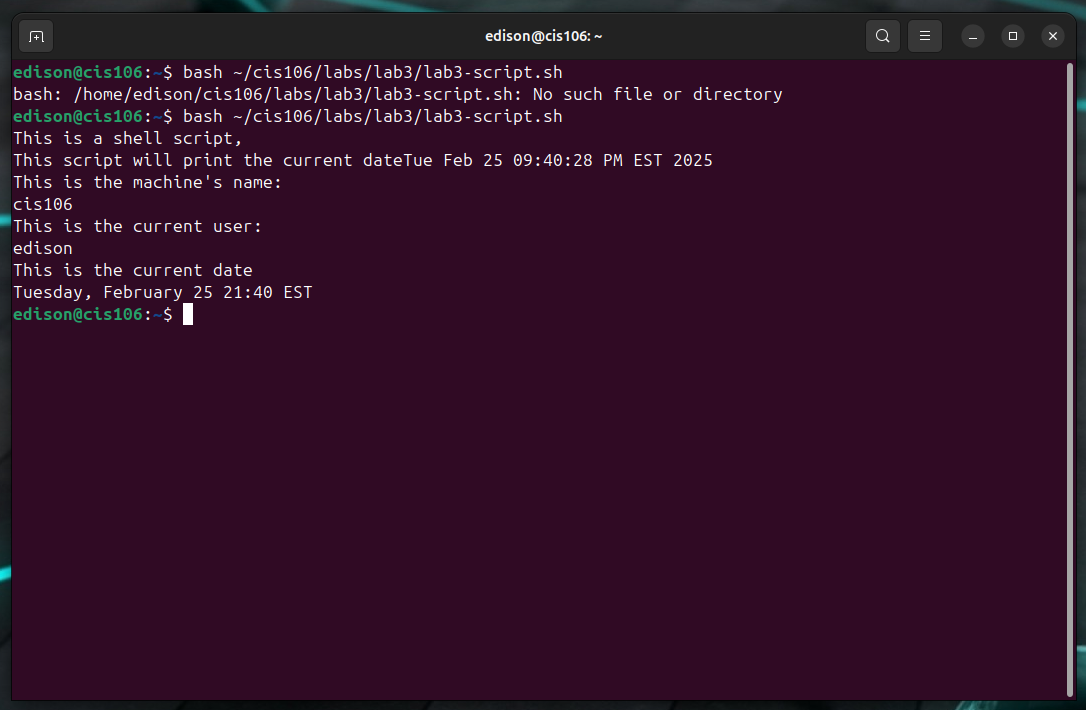 edison@cis106: ~
edison@cis106:~$ bash ~/cis106/labs/lab3/lab3-script.sh
bash: /home/edison/cis106/labs/lab3/lab3-script.sh: No such file or directory
edison@cis106:~$ bash ~/cis106/labs/lab3/lab3-script.sh
This is a shell script,
This script will print the current dateTue Feb 25 09:40:28 PM EST 2025
This is the machine's name:
cis106
This is the current user:
edison
This is the current date
Tuesday, February 25 21:40 EST
edison@cis106:~$